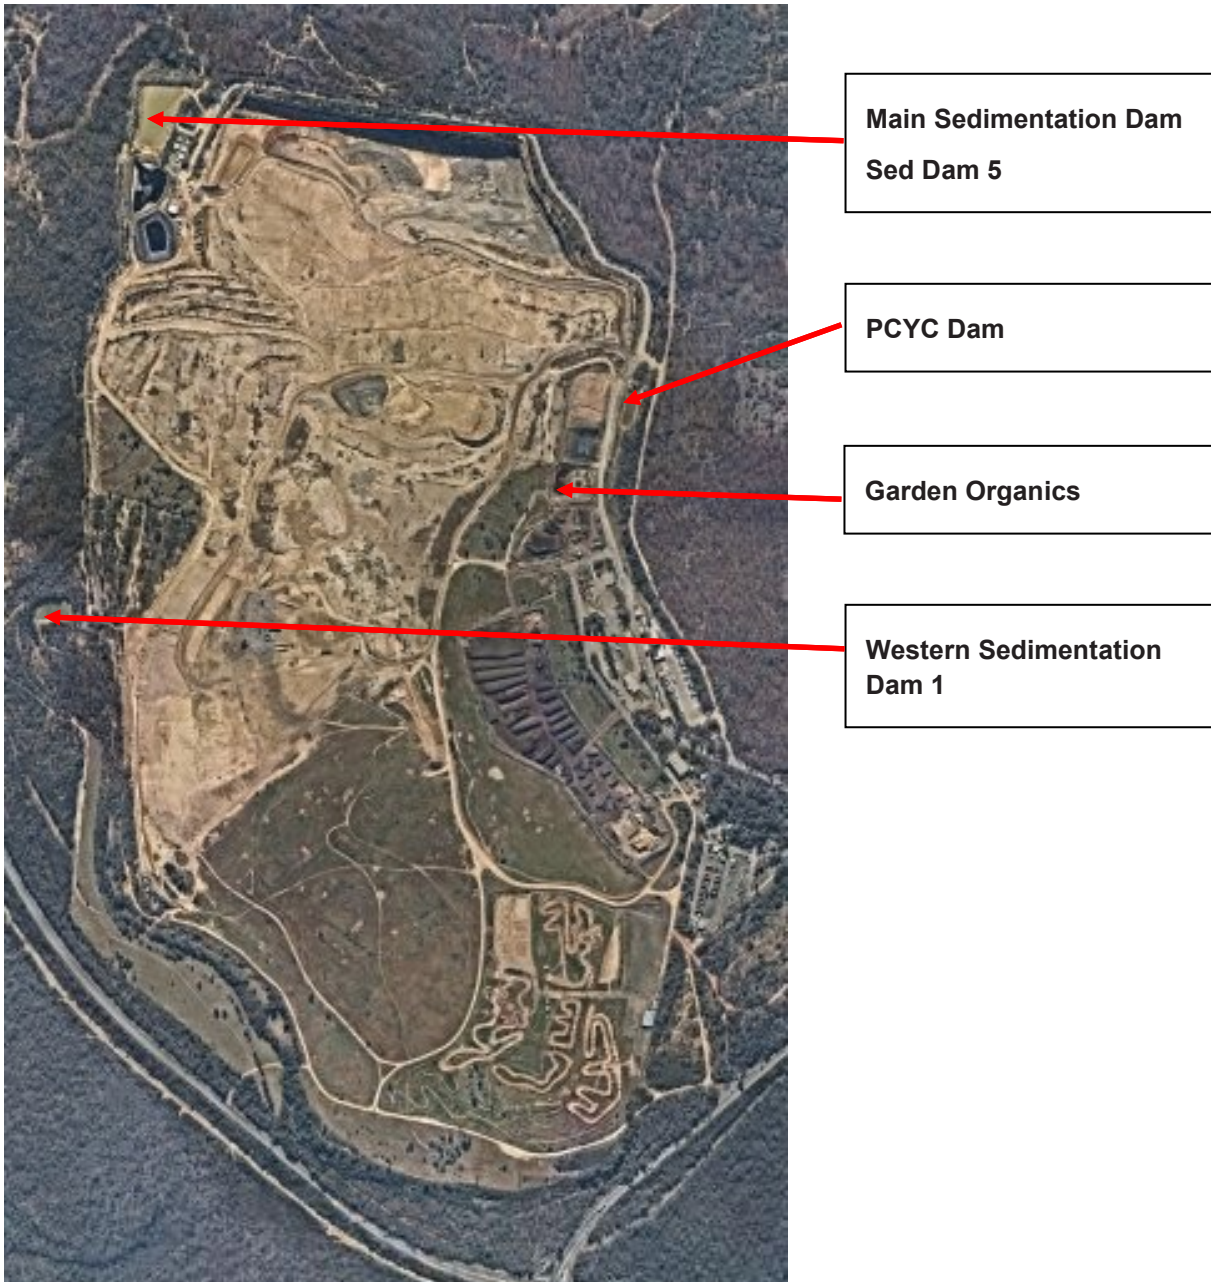 Main Sedimentation Dam
Sed Dam 5
PCYC Dam
Garden Organics
Western Sedimentation
Dam 1